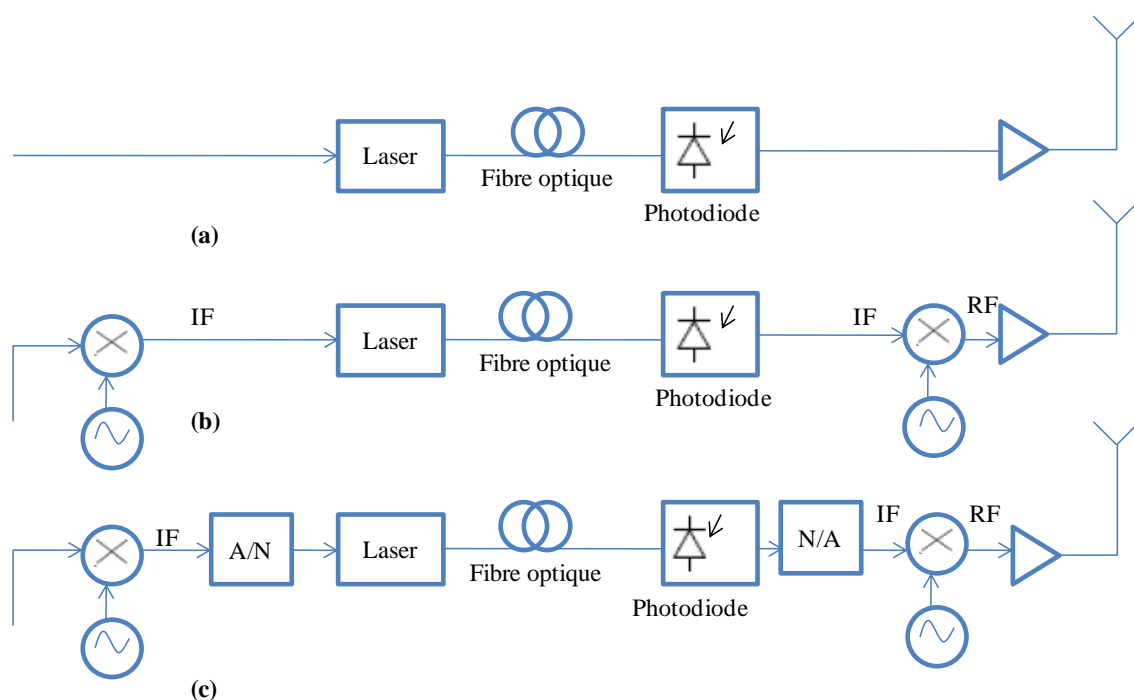 Laser
Fibre optique
Photodiode
(a)
IF
Laser
Fibre optique
Photodiode
IF
RF
(b)
IF
A/N
Laser
Fibre optique
Photodiode
N/A
IF
RF
(c)